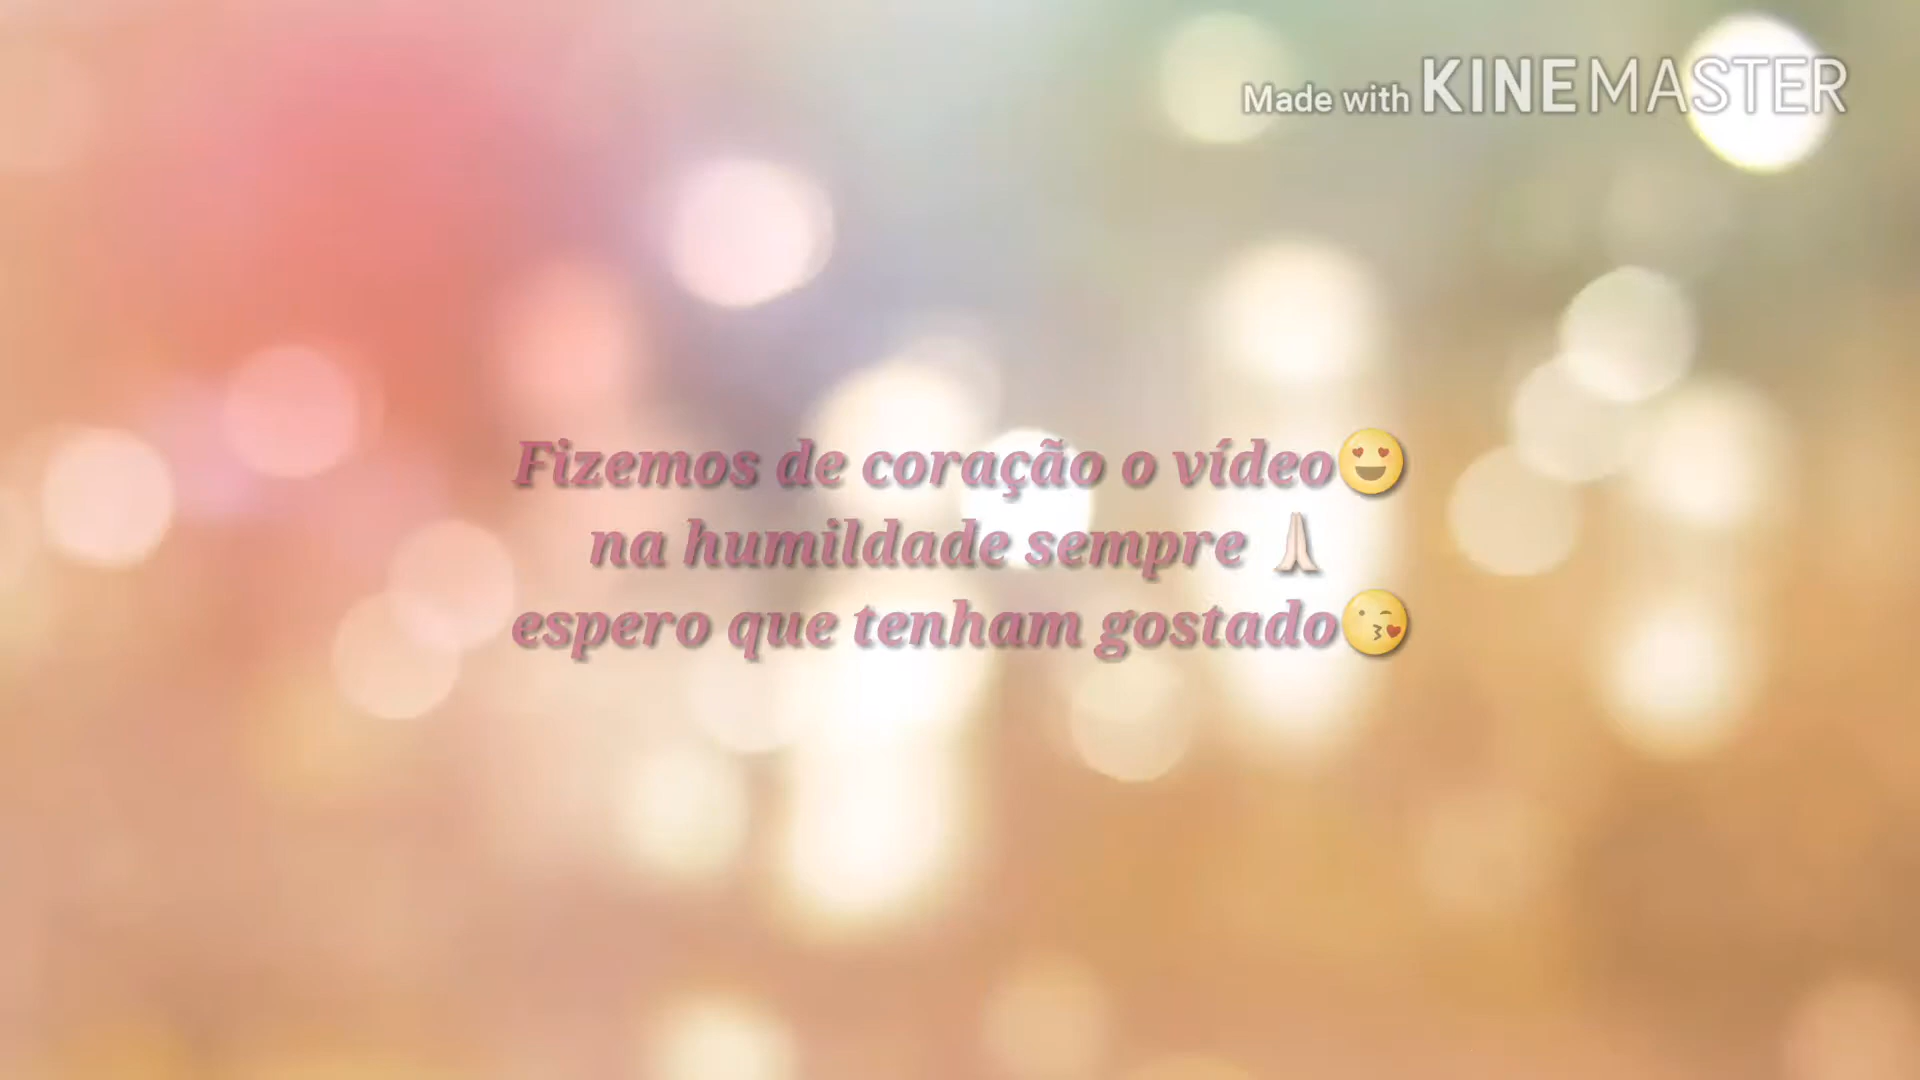 Made with KINEMASTER
Fizemos de coração o vídeo😍
na humildade sempre 🙏🏻
espero que tenham gostado😘